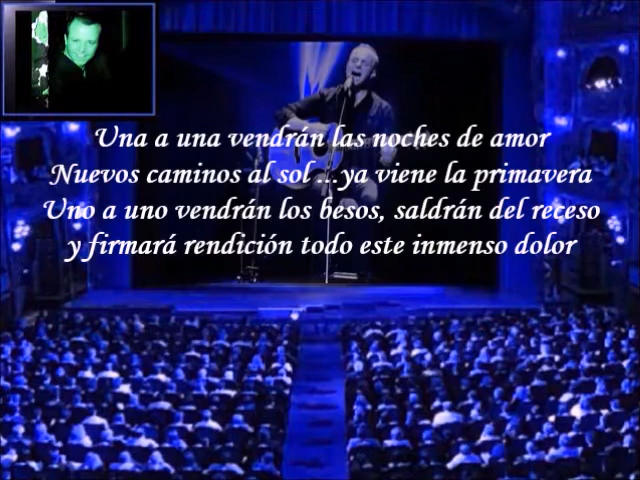 Una a una vendrán las noches de amor
Nuevos caminos al sol ...ya viene la primavera
Uno a uno vendrán los besos, saldrán del receso
y firmará rendición todo este inmenso dolor